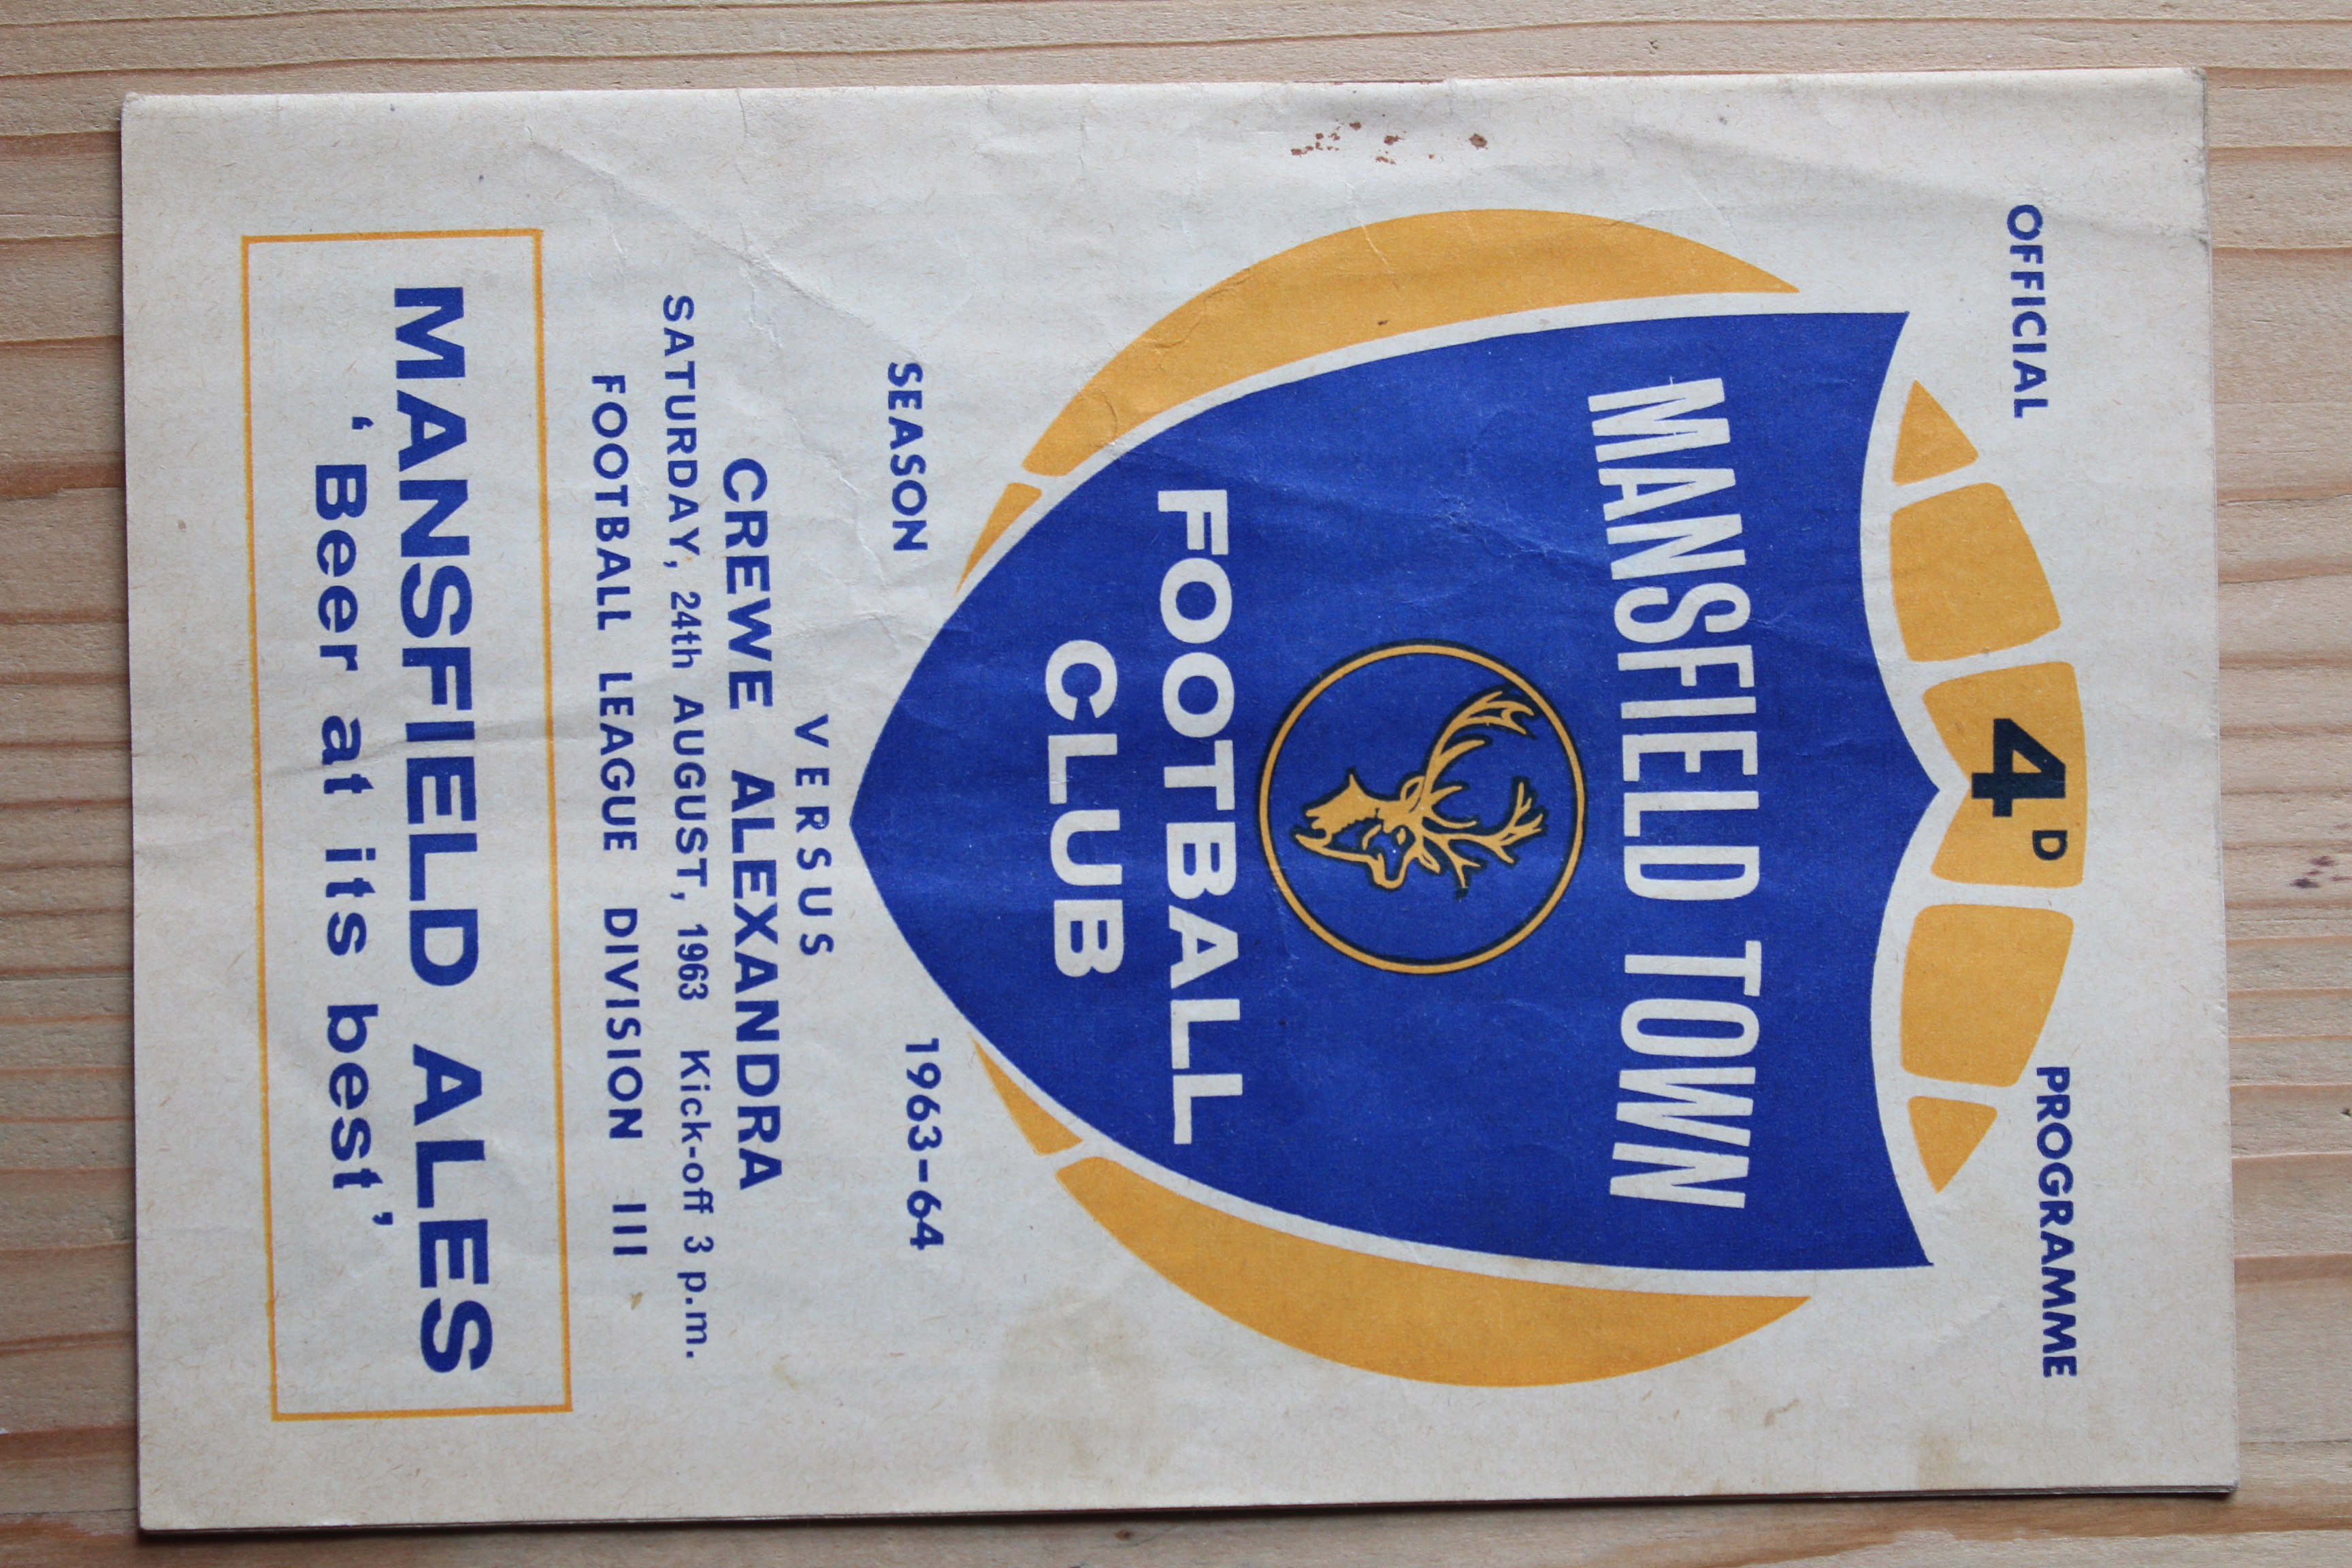 OFFICIAL PROGRAMME
4D
MANSFIELD TOWN
FOOTBALL
CLUB
SEASON 1963-64
VERSUS
CREWE ALEXANDRA
SATURDAY, 24th AUGUST, 1963 Kick-off 3 p.m.
FOOTBALL LEAGUE DIVISION III
MANSFIELD ALES
‘Beer at its best’